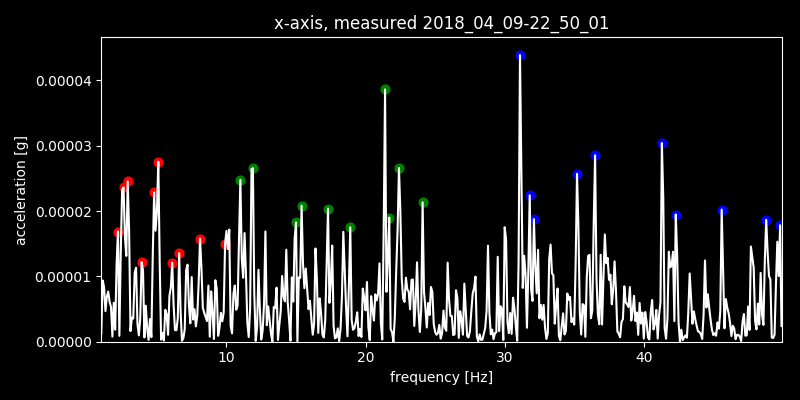 x-axis, measured 2018_04_09-22_50_01
0.00004
0.00003
0.00002
0.00001
0.00000
acceleration [g]
10 20 30 40
frequency [Hz]